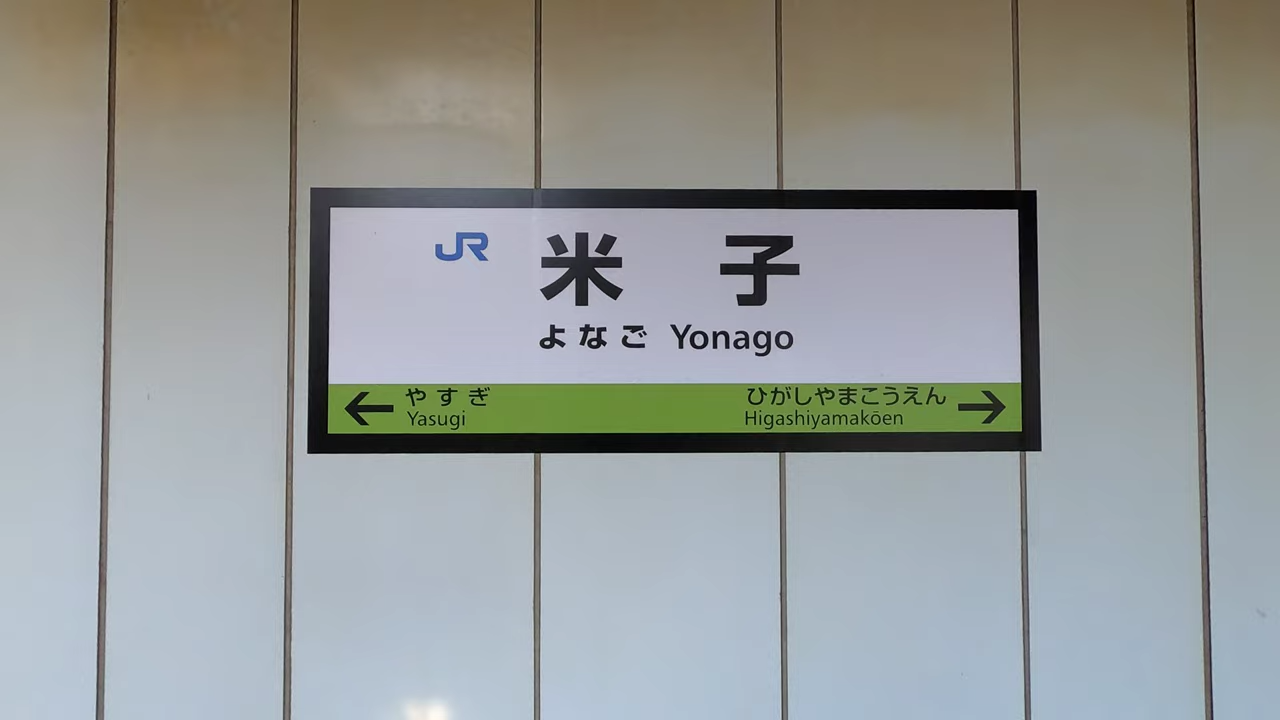 JR 米子
よなご Yonago
← やすぎ
Yasugi
ひがしやまこうえん →
Higashiyamakōen